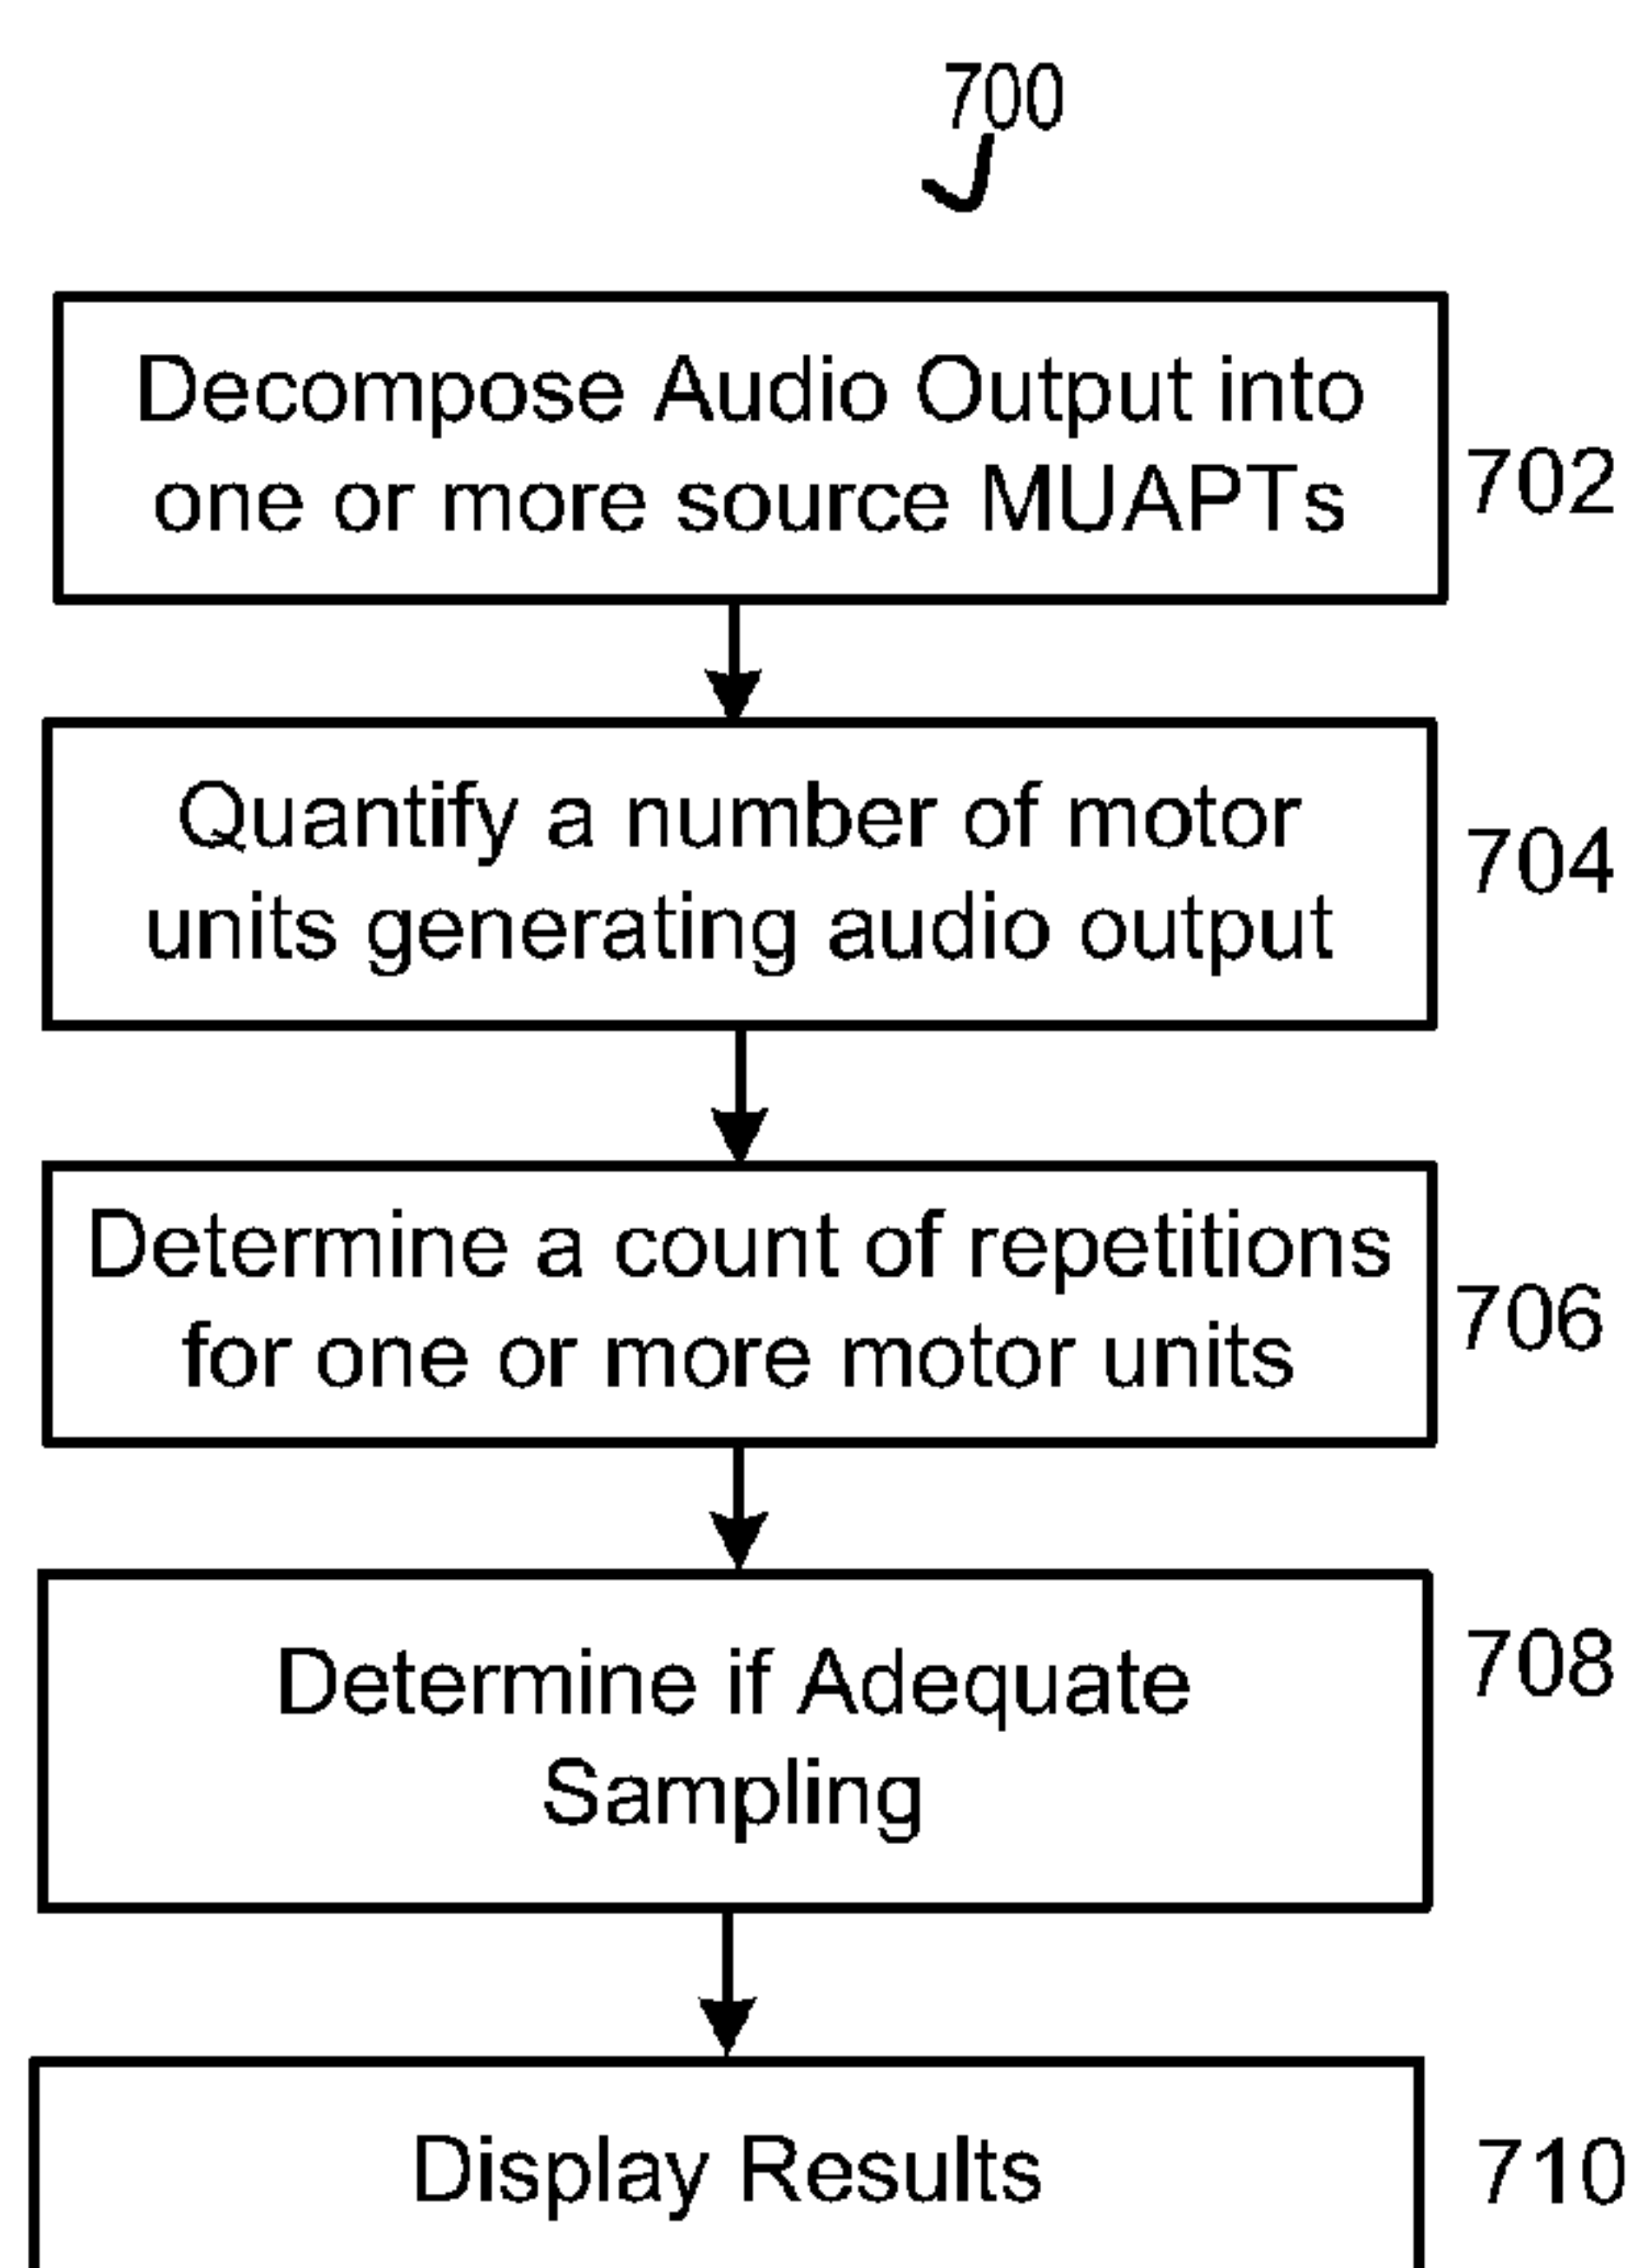 700
Decompose Audio Output into
one or more source MUAPTs
702
Quantify a number of motor
units generating audio output
704
Determine a count of repetitions
for one or more motor units
706
Determine if Adequate
Sampling
708
Display Results
710